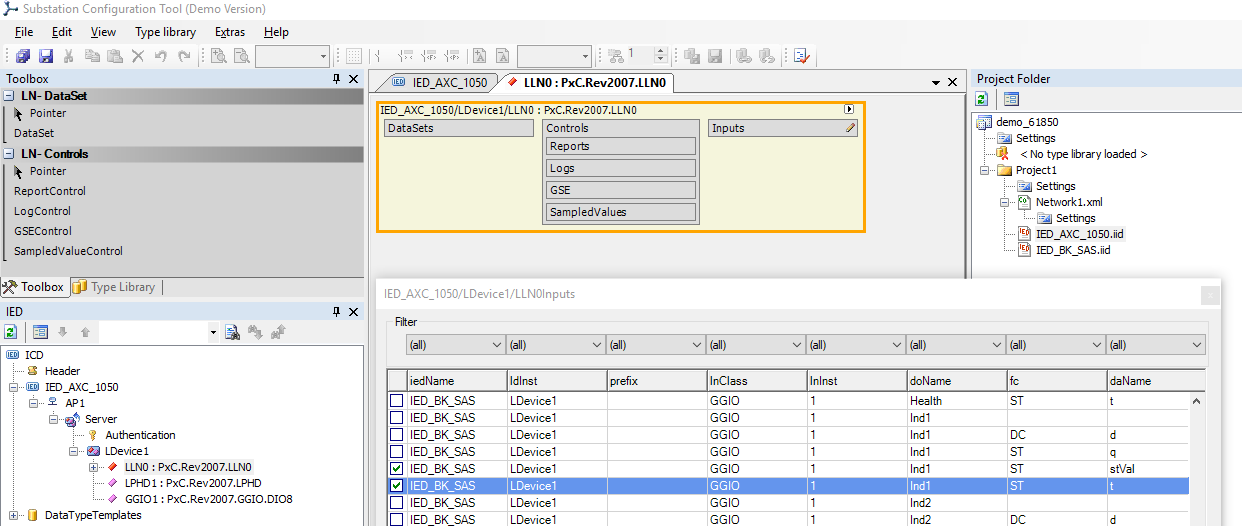 Substation Configuration Tool (Demo Version)
File Edit View Type library Extras Help
1
Toolbox
LN- DataSet
Pointer
DataSet
LN- Controls
Pointer
ReportControl
LogControl
GSEControl
SampledValueControl
Toolbox Type Library
IED
ICD
Header
IED_AXC_1050
AP1
Server
Authentication
LDevice1
LLN0 : PxC.Rev2007.LLN0
LPHD1 : PxC.Rev2007.LPHD
GGIO1 : PxC.Rev2007.GGIO.DIO8
DataTypeTemplates
IED IED_AXC_1050 LLN0 : PxC.Rev2007.LLN0
IED_AXC_1050/LDevice1/LLN0 : PxC.Rev2007.LLN0
DataSets Controls Inputs
Reports
Logs
GSE
SampledValues
Project Folder
demo_61850
Settings
< No type library loaded >
Project1
Settings
Network1.xml
Settings
IED_AXC_1050.iid
IED_BK_SAS.iid
IED_AXC_1050/LDevice1/LLN0Inputs
Filter
(all) (all) (all) (all) (all) (all) (all) (all)
iedName ldInst prefix lnClass lnInst doName fc daName
IED_BK_SAS LDevice1 GGIO 1 Health ST t
IED_BK_SAS LDevice1 GGIO 1 Ind1
IED_BK_SAS LDevice1 GGIO 1 Ind1 DC d
IED_BK_SAS LDevice1 GGIO 1 Ind1 ST q
IED_BK_SAS LDevice1 GGIO 1 Ind1 ST stVal
IED_BK_SAS LDevice1 GGIO 1 Ind1 ST t
IED_BK_SAS LDevice1 GGIO 1 Ind2
IED_BK_SAS LDevice1 GGIO 1 Ind2 DC d